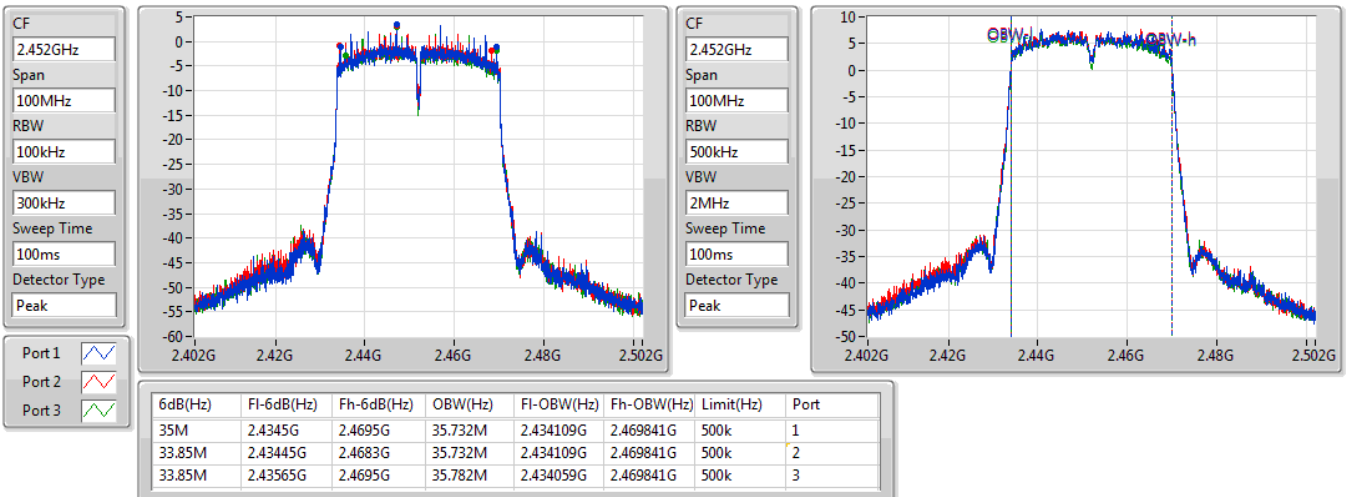 CF
2.452GHz
Span
100MHz
RBW
100kHz
VBW
300kHz
Sweep Time
100ms
Detector Type
Peak
5
0
-5
-10
-15
-20
-25
-30
-35
-40
-45
-50
-55
-60
2.402G 2.42G 2.44G 2.46G 2.48G 2.502G
CF
2.452GHz
Span
100MHz
RBW
500kHz
VBW
2MHz
Sweep Time
100ms
Detector Type
Peak
10
5
0
-5
-10
-15
-20
-25
-30
-35
-40
-45
-50
OBW-l OBW-h
2.402G 2.42G 2.44G 2.46G 2.48G 2.502G
Port 1
Port 2
Port 3
6dB(Hz) Fl-6dB(Hz) Fh-6dB(Hz) OBW(Hz) Fl-OBW(Hz) Fh-OBW(Hz) Limit(Hz) Port
35M 2.4345G 2.4695G 35.732M 2.434109G 2.469841G 500k 1
33.85M 2.43445G 2.4683G 35.732M 2.434109G 2.469841G 500k 2
33.85M 2.43565G 2.4695G 35.782M 2.434059G 2.469841G 500k 3